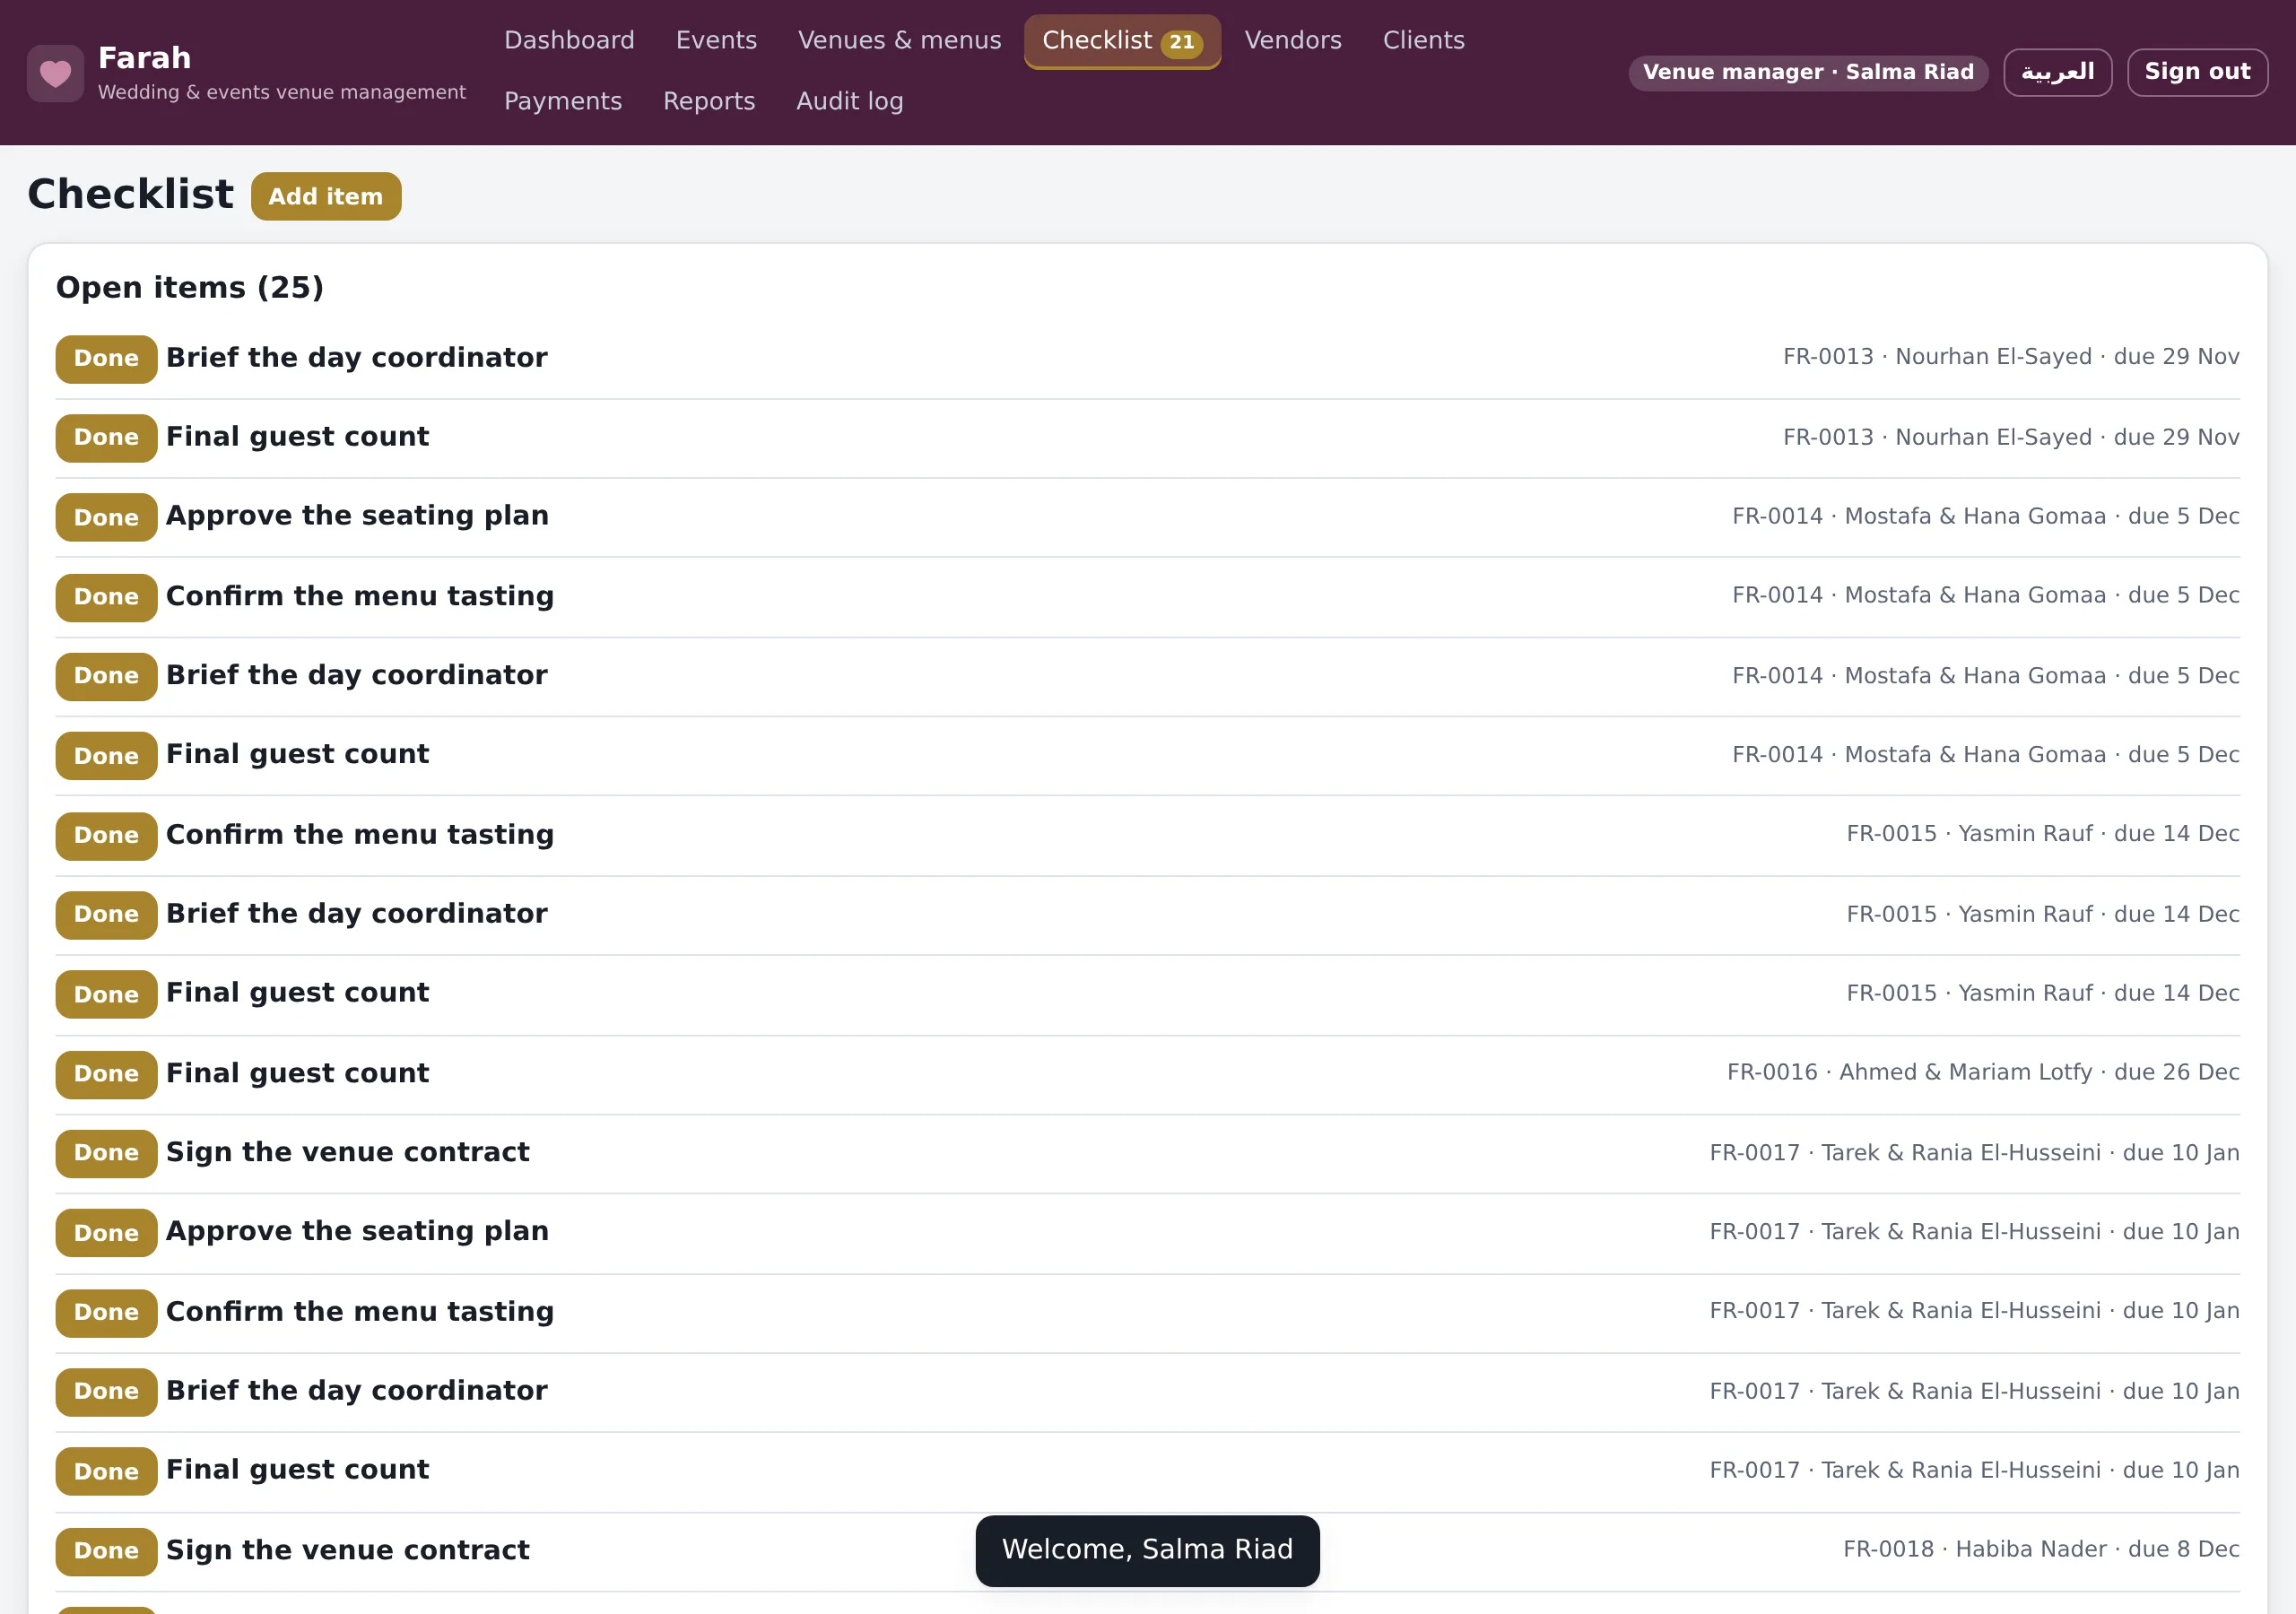 Farah
Wedding & events venue management
Dashboard Events Venues & menus Checklist 21 Vendors Clients
Payments Reports Audit log
Venue manager · Salma Riad العربية Sign out
Checklist Add item
Open items (25)
Done Brief the day coordinator FR-0013 · Nourhan El-Sayed · due 29 Nov
Done Final guest count FR-0013 · Nourhan El-Sayed · due 29 Nov
Done Approve the seating plan FR-0014 · Mostafa & Hana Gomaa · due 5 Dec
Done Confirm the menu tasting FR-0014 · Mostafa & Hana Gomaa · due 5 Dec
Done Brief the day coordinator FR-0014 · Mostafa & Hana Gomaa · due 5 Dec
Done Final guest count FR-0014 · Mostafa & Hana Gomaa · due 5 Dec
Done Confirm the menu tasting FR-0015 · Yasmin Rauf · due 14 Dec
Done Brief the day coordinator FR-0015 · Yasmin Rauf · due 14 Dec
Done Final guest count FR-0015 · Yasmin Rauf · due 14 Dec
Done Final guest count FR-0016 · Ahmed & Mariam Lotfy · due 26 Dec
Done Sign the venue contract FR-0017 · Tarek & Rania El-Husseini · due 10 Jan
Done Approve the seating plan FR-0017 · Tarek & Rania El-Husseini · due 10 Jan
Done Confirm the menu tasting FR-0017 · Tarek & Rania El-Husseini · due 10 Jan
Done Brief the day coordinator FR-0017 · Tarek & Rania El-Husseini · due 10 Jan
Done Final guest count FR-0017 · Tarek & Rania El-Husseini · due 10 Jan
Done Sign the venue contract FR-0018 · Habiba Nader · due 8 Dec
Welcome, Salma Riad